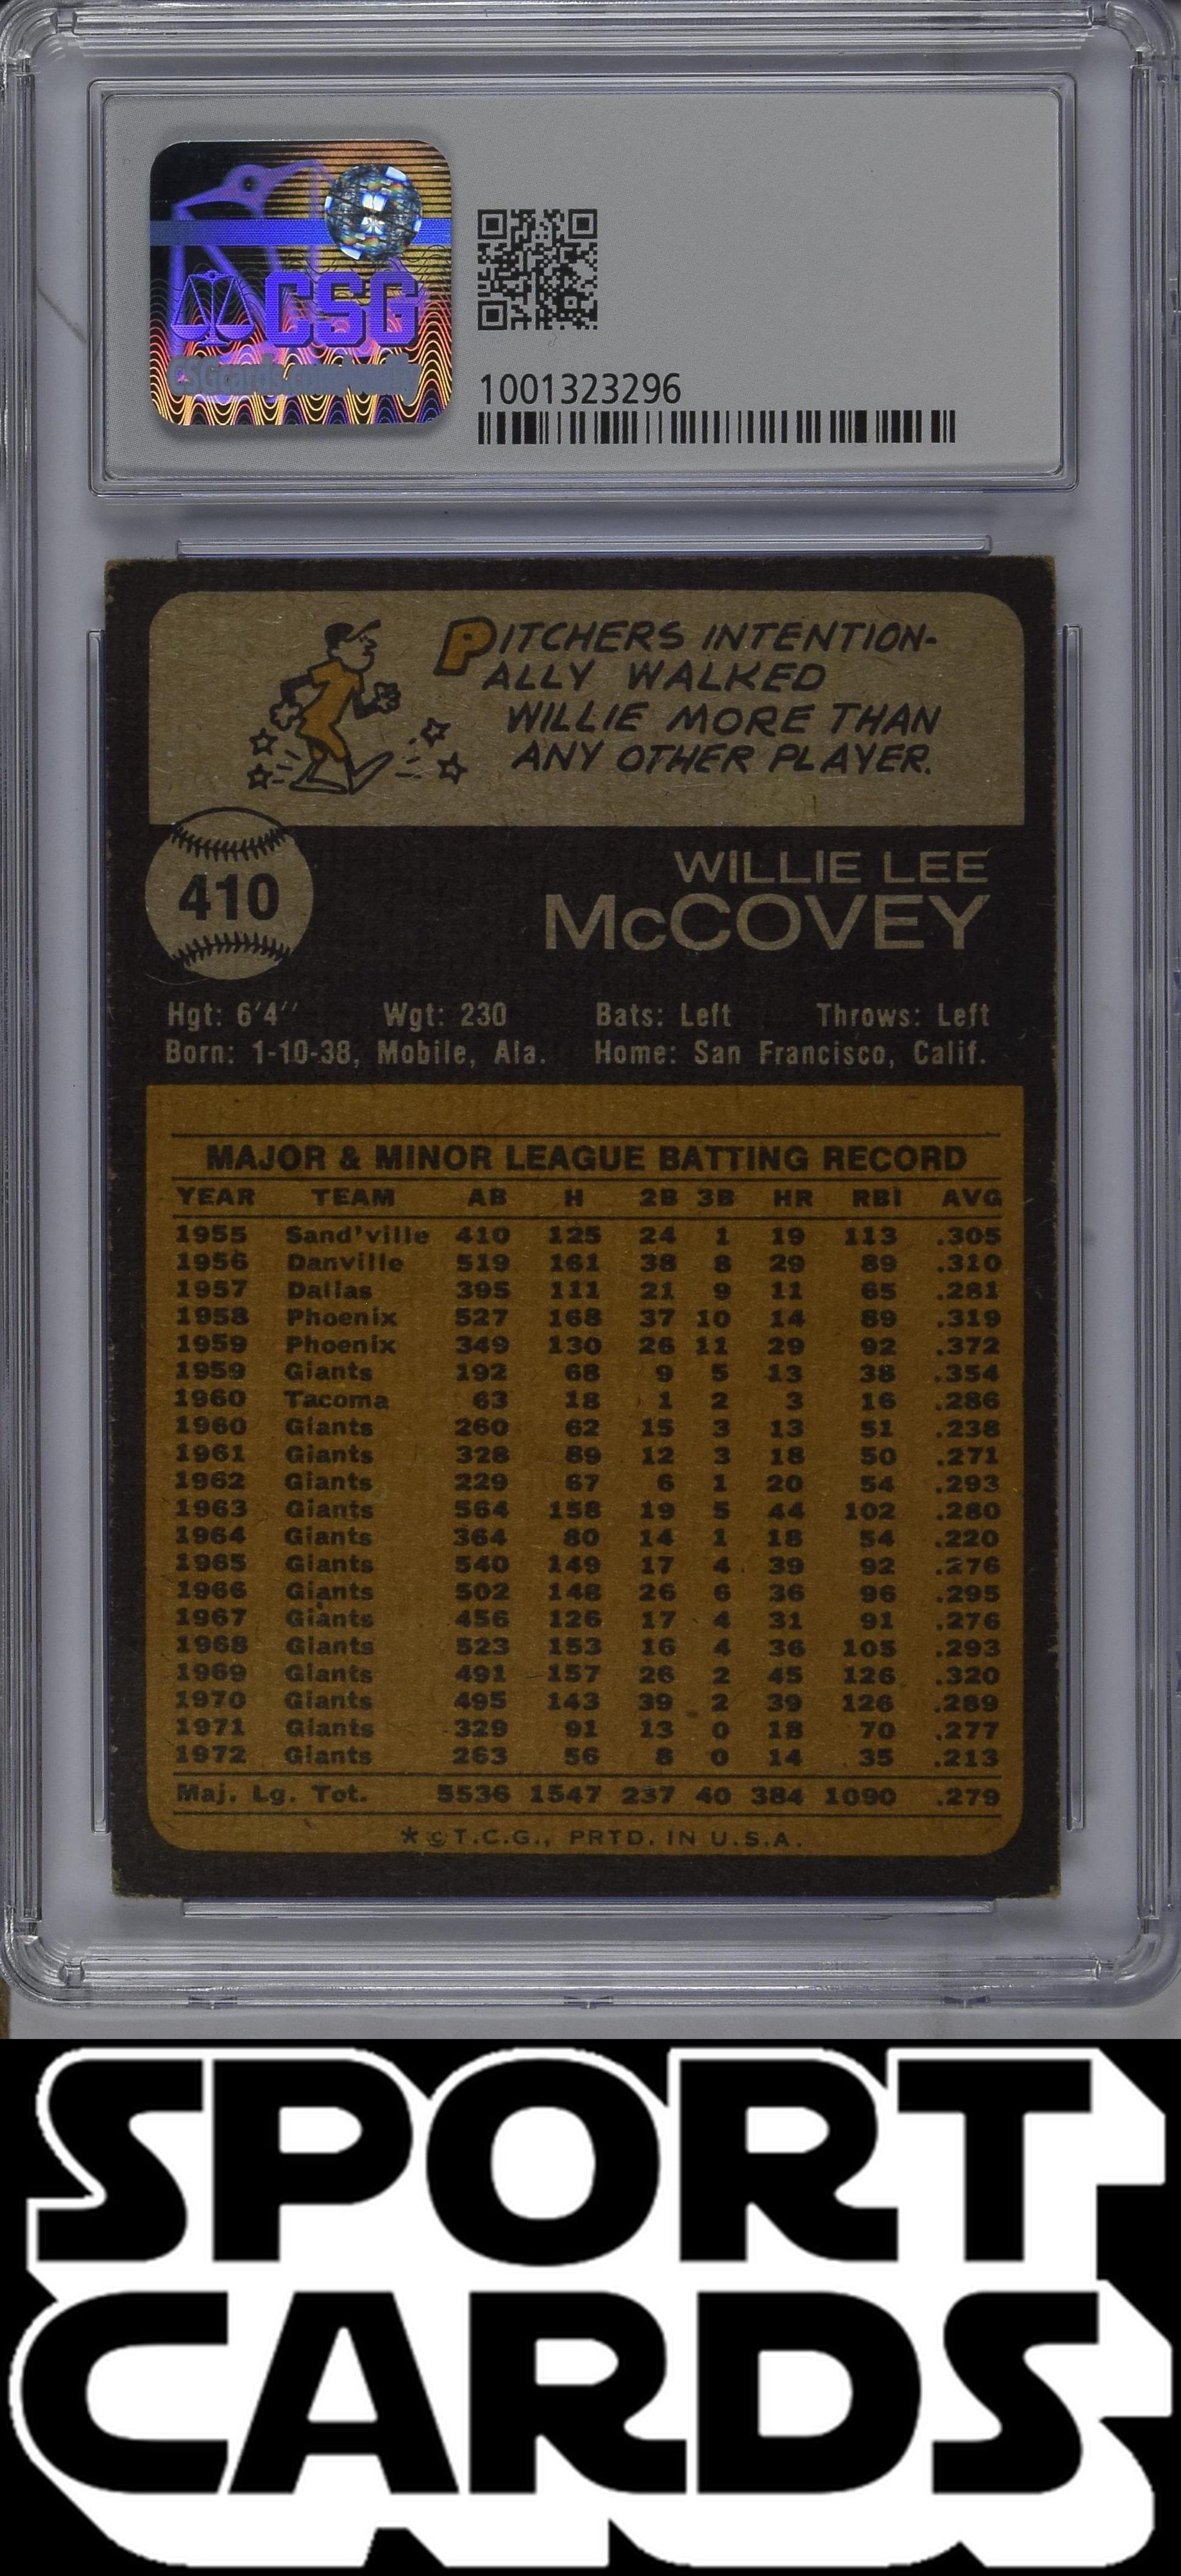 CSG
CSGcards.com/verify
1001323296
PITCHERS INTENTION-
ALLY WALKED
WILLIE MORE THAN
ANY OTHER PLAYER.
410
WILLIE LEE
McCOVEY
Hgt: 6'4'' Wgt: 230 Bats: Left Throws: Left
Born: 1-10-38, Mobile, Ala. Home: San Francisco, Calif.
MAJOR & MINOR LEAGUE BATTING RECORD
YEAR TEAM AB H 2B 3B HR RBI AVG
1955 Sand'ville 410 125 24 1 19 113 .305
1956 Danville 519 161 38 8 29 89 .310
1957 Dallas 395 111 21 9 11 65 .281
1958 Phoenix 527 168 37 10 14 89 .319
1959 Phoenix 349 130 26 11 29 92 .372
1959 Giants 192 68 9 5 13 38 .354
1960 Tacoma 63 18 1 2 3 16 .286
1960 Giants 260 62 15 3 13 51 .238
1961 Giants 328 89 12 3 18 50 .271
1962 Giants 229 67 6 1 20 54 .293
1963 Giants 564 158 19 5 44 102 .280
1964 Giants 364 80 14 1 18 54 .220
1965 Giants 540 149 17 4 39 92 .276
1966 Giants 502 148 26 6 36 96 .295
1967 Giants 456 126 17 4 31 91 .276
1968 Giants 523 153 16 4 36 105 .293
1969 Giants 491 157 26 2 45 126 .320
1970 Giants 495 143 39 2 39 126 .289
1971 Giants 329 91 13 0 18 70 .277
1972 Giants 263 56 8 0 14 35 .213
Maj. Lg. Tot. 5536 1547 237 40 384 1090 .279
*©T.C.G., PRTD. IN U.S.A.
SPORT
CARDS